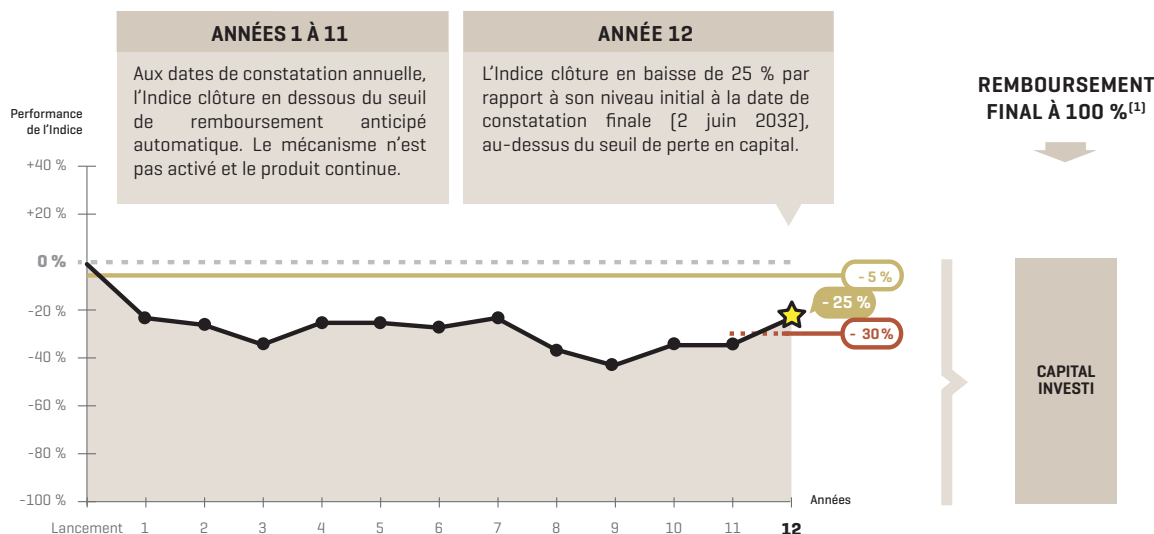 ANNÉES 1 À 11
Aux dates de constatation annuelle,
l’Indice clôture en dessous du seuil
de remboursement anticipé
automatique. Le mécanisme n’est
pas activé et le produit continue.
ANNÉE 12
L’Indice clôture en baisse de 25 % par
rapport à son niveau initial à la date de
constatation finale (2 juin 2032),
au-dessus du seuil de perte en capital.
REMBOURSEMENT
FINAL À 100 %(1)
Performance
de l’Indice
+40 %
+20 %
0 %
-20 %
-40 %
-60 %
-80 %
-100 %
- 5 %
- 25 %
- 30%
CAPITAL
INVESTI
Années
Lancement 1 2 3 4 5 6 7 8 9 10 11 12